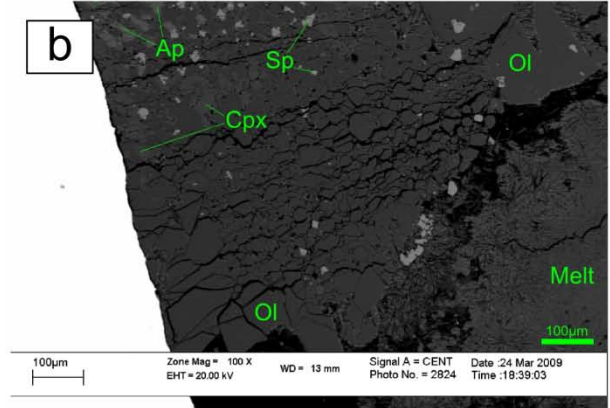 b
Ap
Sp
Ol
Cpx
Ol
Melt
100µm
100µm
Zone Mag = 100 X
EHT = 20.00 kV
WD = 13 mm
Signal A = CENT
Photo No. = 2824
Date :24 Mar 2009
Time :18:39:03